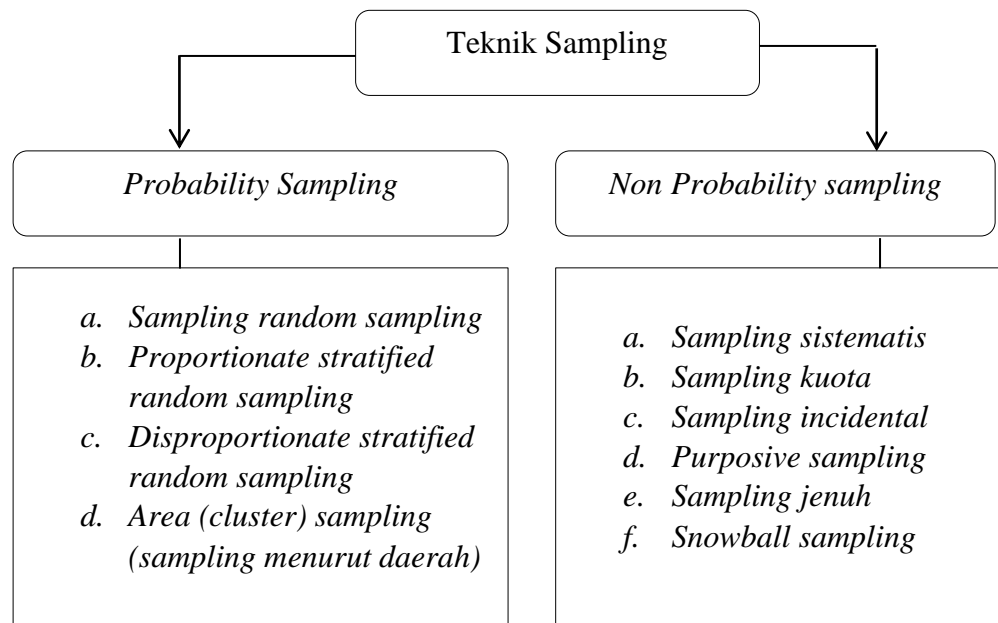 Teknik Sampling
Probability Sampling
Non Probability sampling
a. Sampling random sampling
b. Proportionate stratified
random sampling
c. Disproportionate stratified
random sampling
d. Area (cluster) sampling
(sampling menurut daerah)
a. Sampling sistematis
b. Sampling kuota
c. Sampling incidental
d. Purposive sampling
e. Sampling jenuh
f. Snowball sampling